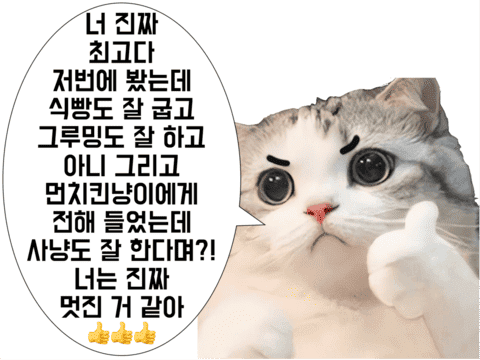 너 진짜
최고다
저번에 봤는데
식빵도 잘 굽고
그루밍도 잘 하고
아니 그리고
먼치킨냥이에게
전해 들었는데
사냥도 잘 한다며?!
너는 진짜
멋진 거 같아
👍👍👍